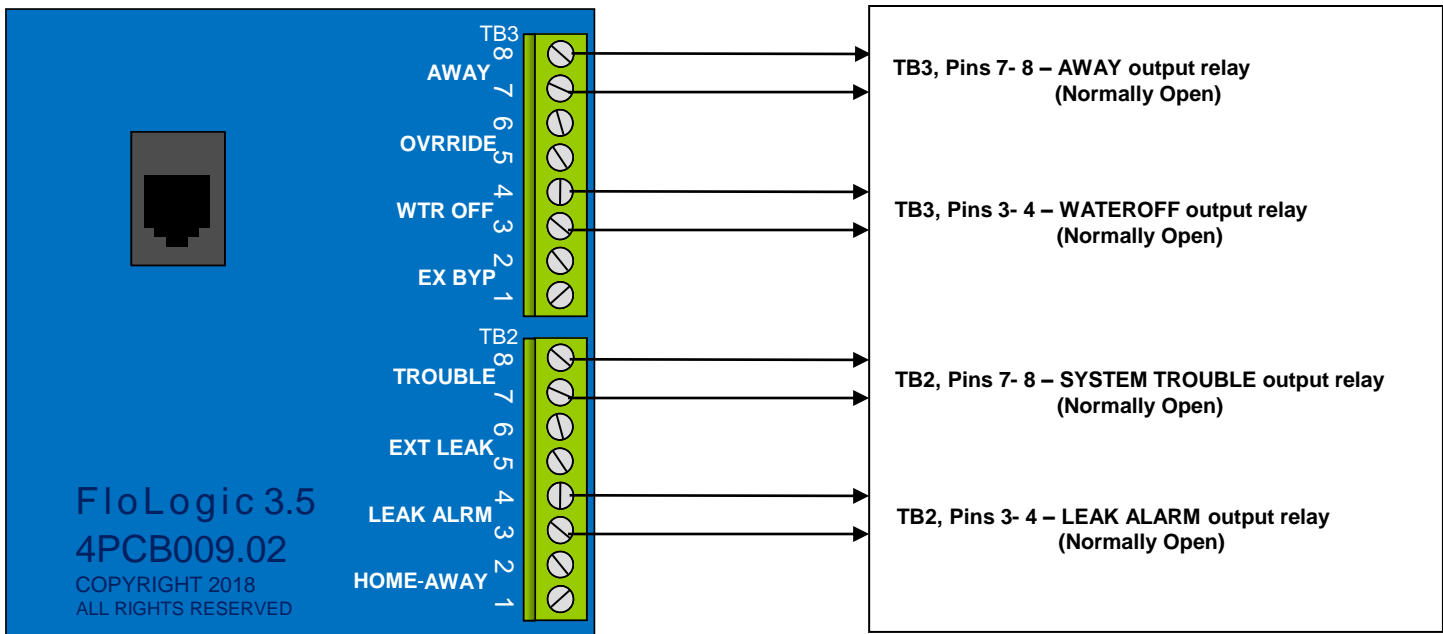 TB3
8
AWAY
7
6
OVRRIDE
5
4
WTR OFF
3
2
EX BYP
1
TB2
8
TROUBLE
7
6
EXT LEAK
5
4
LEAK ALRM
3
2
HOME-AWAY
1
FloLogic 3.5
4PCB009.02
COPYRIGHT 2018
ALL RIGHTS RESERVED
TB3, Pins 7- 8 – AWAY output relay
(Normally Open)
TB3, Pins 3- 4 – WATEROFF output relay
(Normally Open)
TB2, Pins 7- 8 – SYSTEM TROUBLE output relay
(Normally Open)
TB2, Pins 3- 4 – LEAK ALARM output relay
(Normally Open)